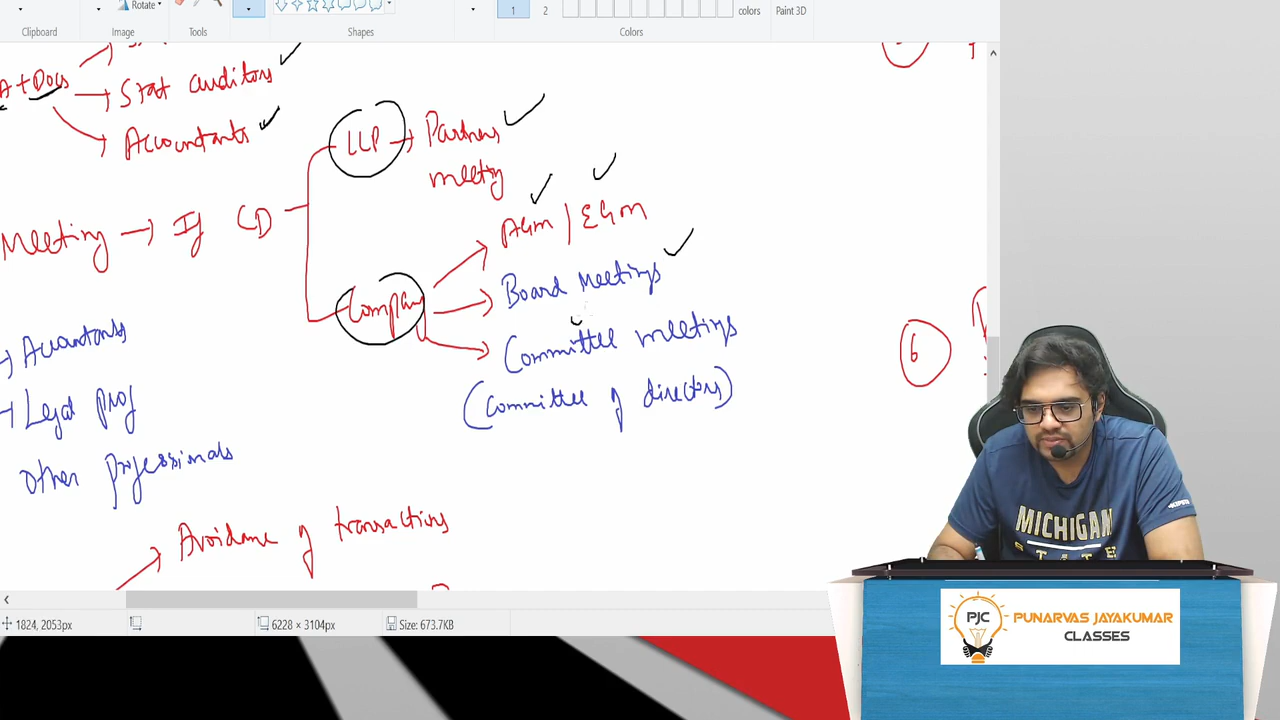 Rotate
1
2
colors
Paint 3D
Clipboard
Image
Tools
Shapes
Colors
A + Docs
Stat auditors
Accountants
LLP → Partners
meeting
Meeting → If CD
AGM / EGM
Company
Board Meetings
Committee meetings
(Committee of directors)
6
→ Accountants
→ Legal prof
other professionals
Avoidance of transactions
1824, 2053px
6228 × 3104px
Size: 673.7KB
MICHIGAN
STATE
PJC
PUNARVAS JAYAKUMAR
CLASSES